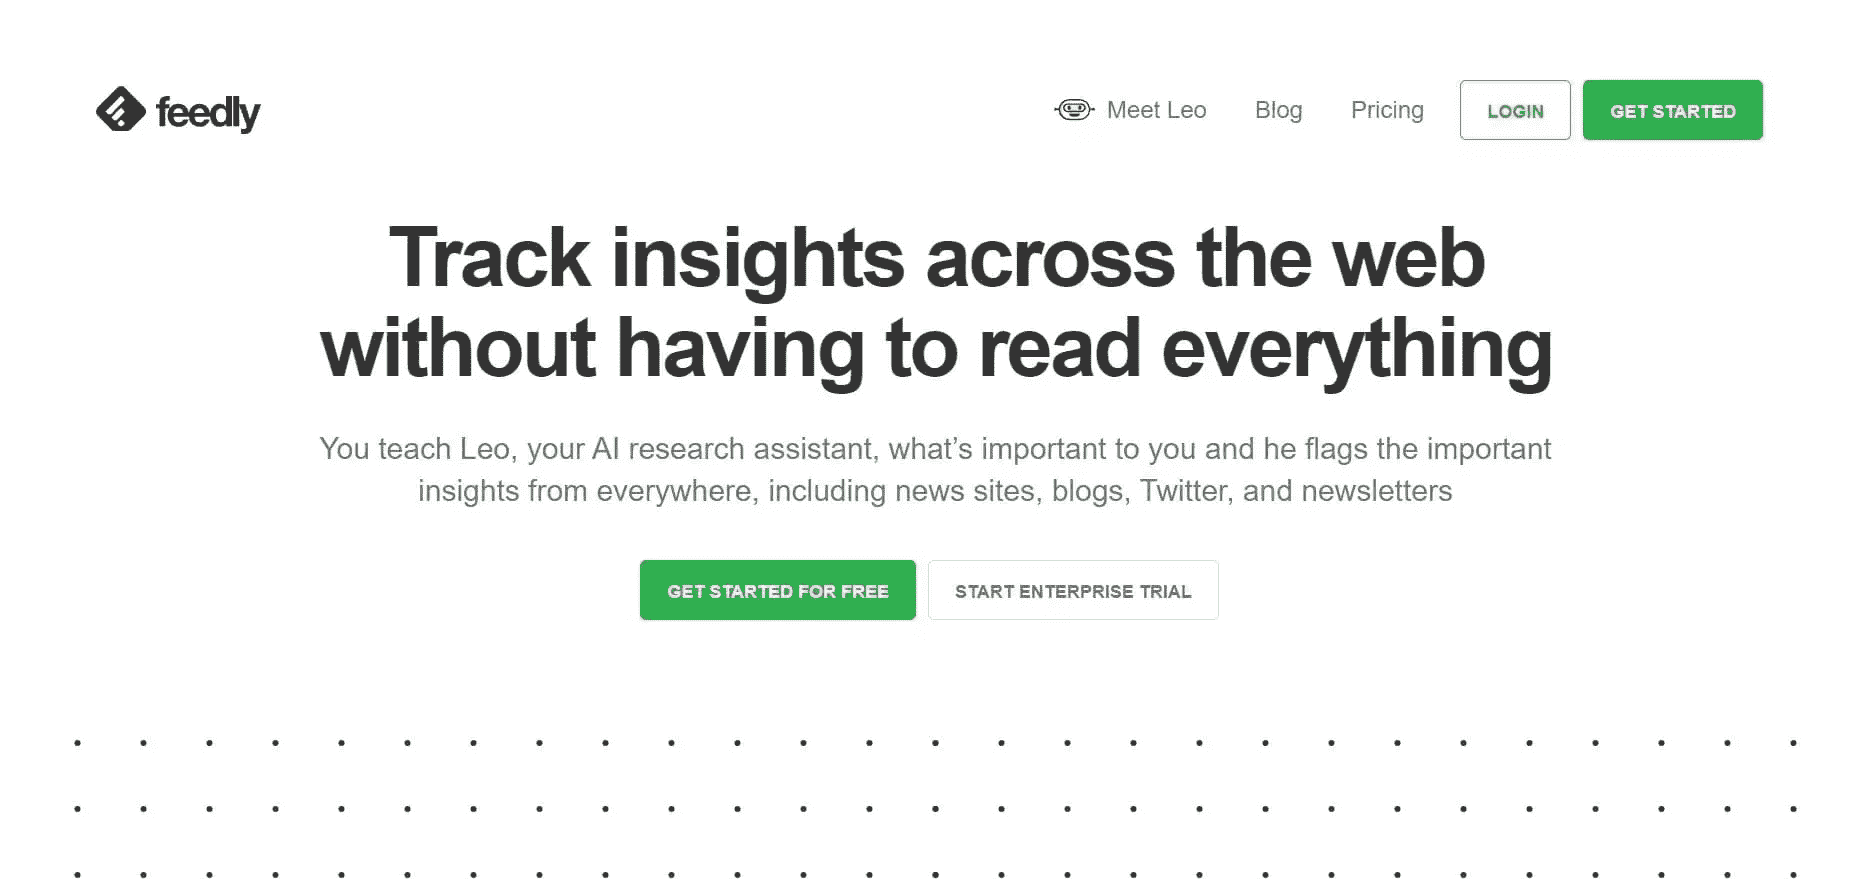 feedly
Meet Leo
Blog
Pricing
LOGIN
GET STARTED
Track insights across the web
without having to read everything
You teach Leo, your AI research assistant, what’s important to you and he flags the important
insights from everywhere, including news sites, blogs, Twitter, and newsletters
GET STARTED FOR FREE
START ENTERPRISE TRIAL